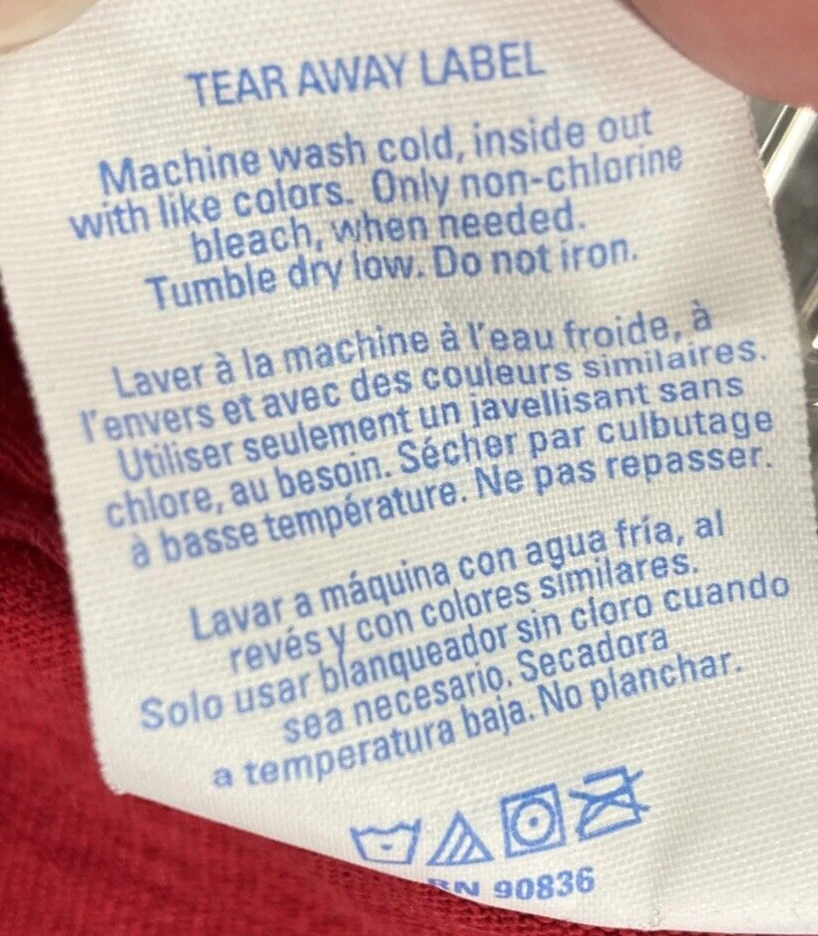 TEAR AWAY LABEL
Machine wash cold, inside out
with like colors. Only non-chlorine
bleach, when needed.
Tumble dry low. Do not iron.
Laver à la machine à l'eau froide, à
l'envers et avec des couleurs similaires.
Utiliser seulement un javellisant sans
chlore, au besoin. Sécher par culbutage
à basse température. Ne pas repasser.
Lavar a máquina con agua fría, al
revés y con colores similares.
Solo usar blanqueador sin cloro cuando
sea necesario. Secadora
a temperatura baja. No planchar.
RN 90836